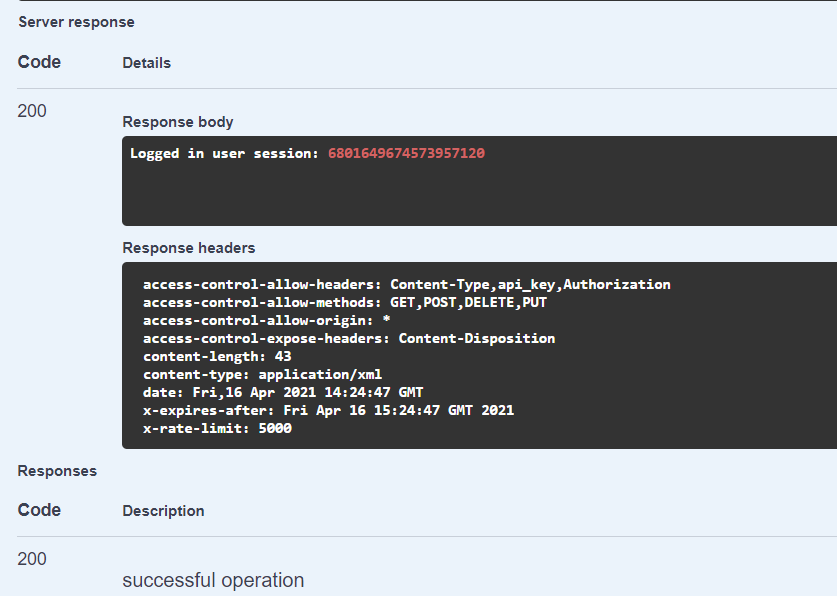 Server response
Code Details
200
Response body
Logged in user session: 6801649674573957120
Response headers
access-control-allow-headers: Content-Type,api_key,Authorization
access-control-allow-methods: GET,POST,DELETE,PUT
access-control-allow-origin: *
access-control-expose-headers: Content-Disposition
content-length: 43
content-type: application/xml
date: Fri,16 Apr 2021 14:24:47 GMT
x-expires-after: Fri Apr 16 15:24:47 GMT 2021
x-rate-limit: 5000
Responses
Code Description
200
successful operation